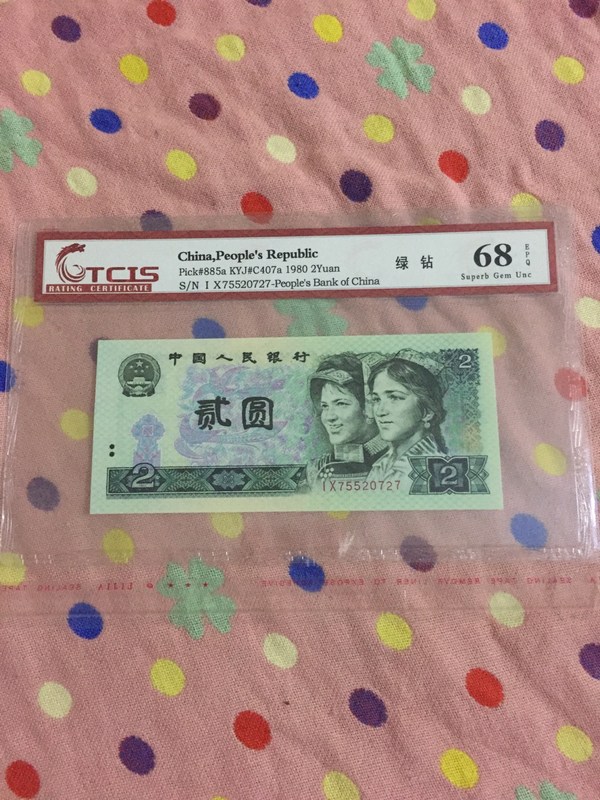 TCIS
RATING CERTIFICATE
China,People's Republic
Pick#885a KYJ#C407a 1980 2Yuan
S/N I X75520727-People's Bank of China
绿 钻
68 EPQ
Superb Gem Unc
中国人民银行
2
贰圆
2
IX75520727
2